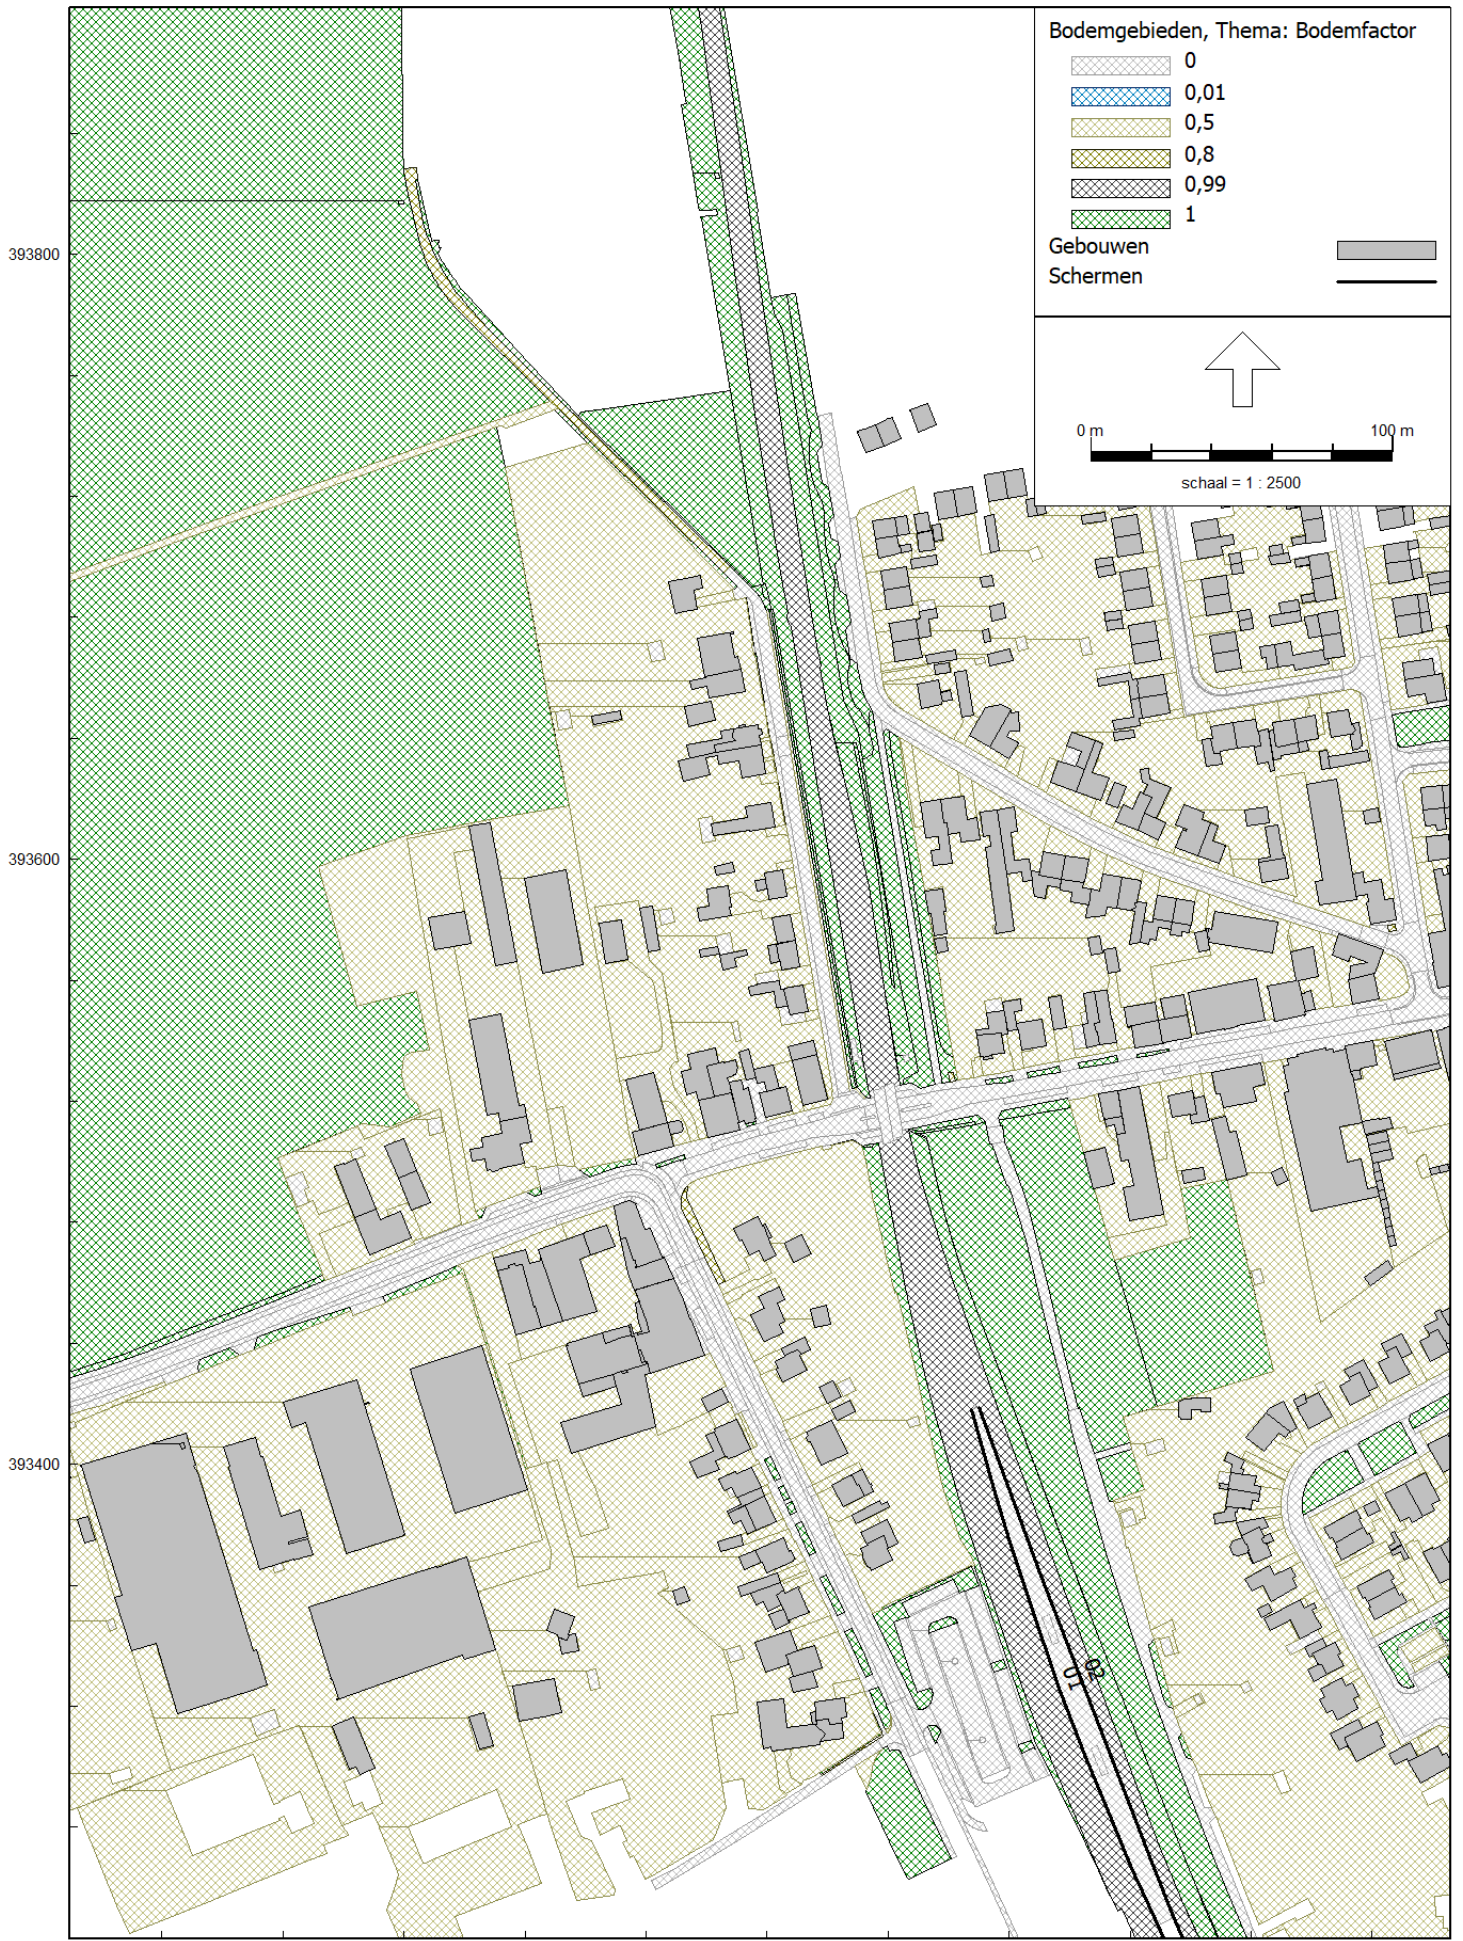 Bodemgebieden, Thema: Bodemfactor
0
0,01
0,5
0,8
0,99
1
Gebouwen
Schermen
0 m 100 m
schaal = 1 : 2500
393800
393600
393400
02
01